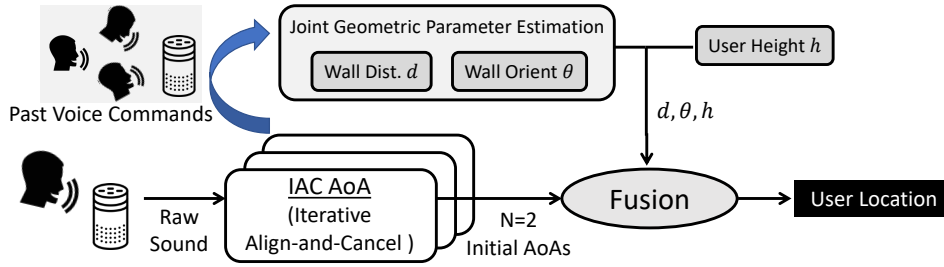 Joint Geometric Parameter Estimation
Wall Dist. d
Wall Orient θ
User Height h
Past Voice Commands
d, θ, h
IAC AoA
(Iterative
Align-and-Cancel )
Raw
Sound
N=2
Initial AoAs
Fusion
User Location